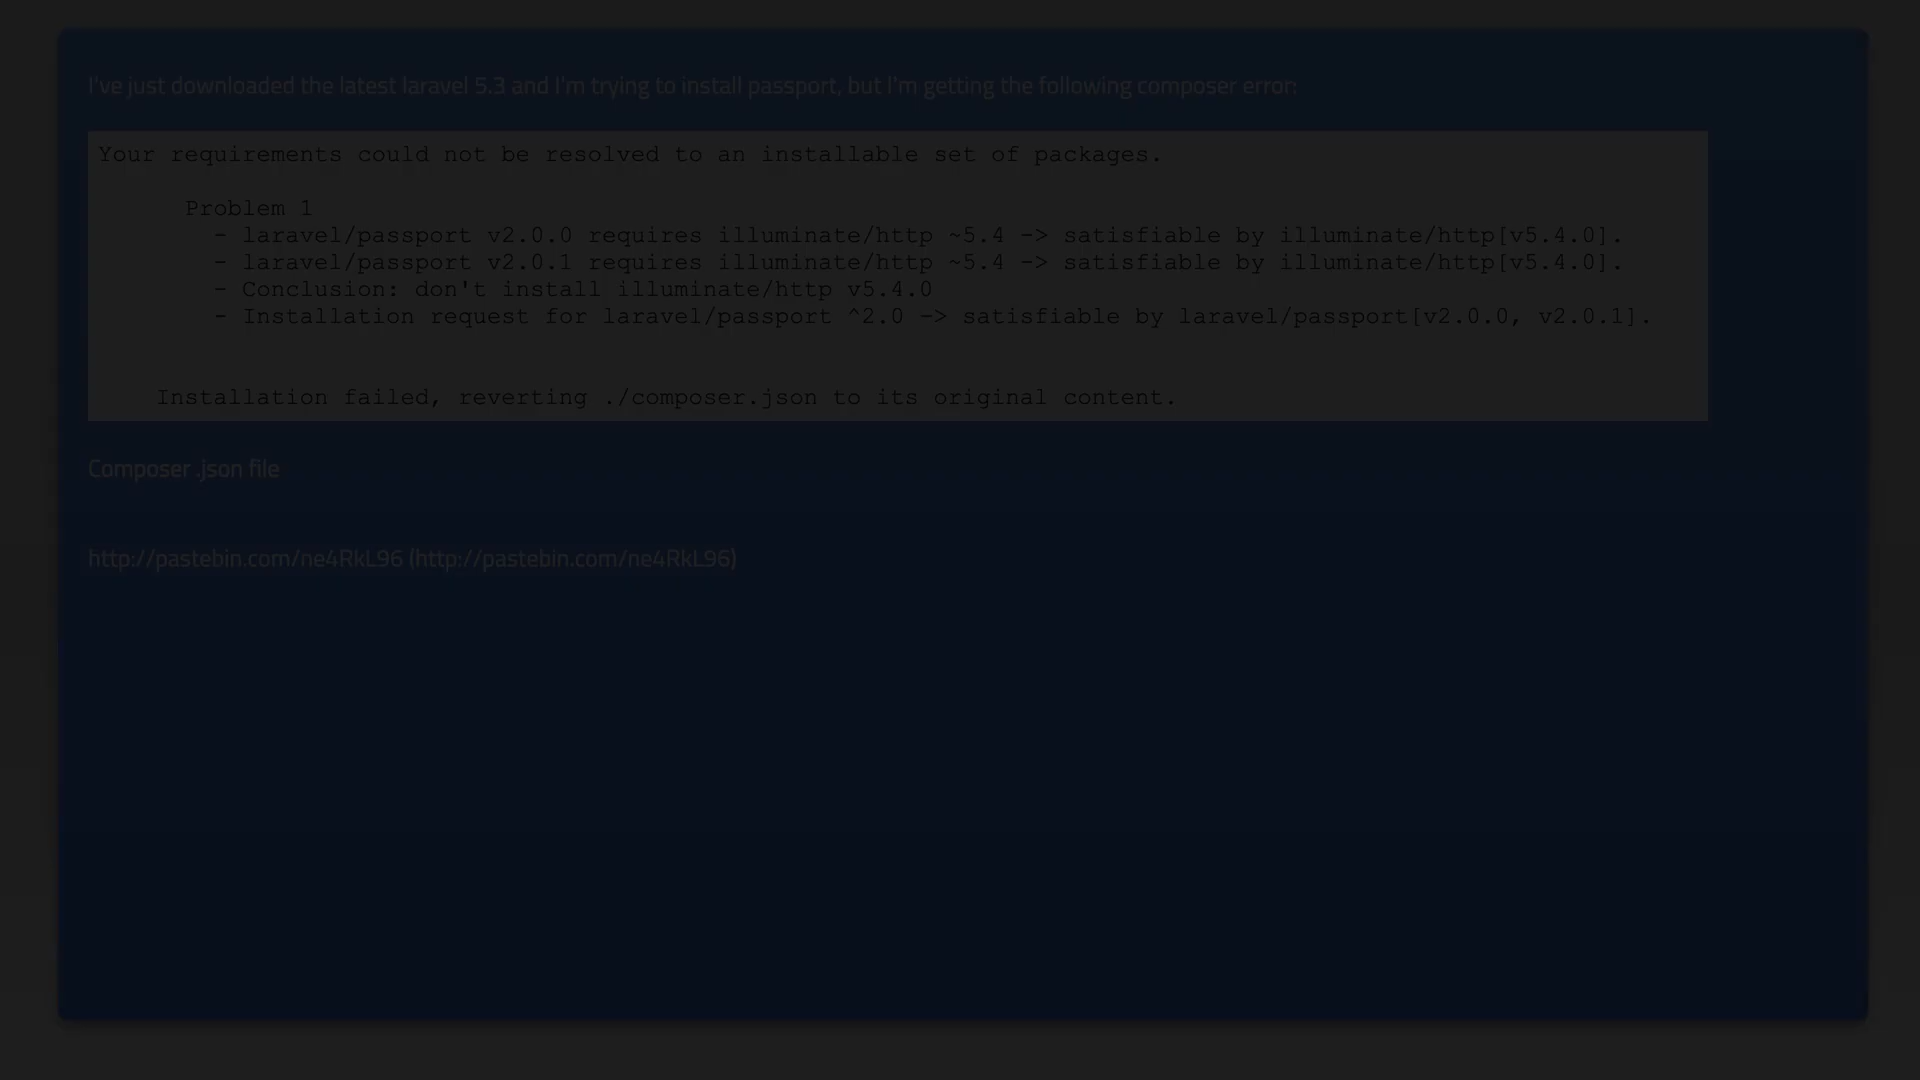 I've just downloaded the latest laravel 5.3 and I'm trying to install passport, but I'm getting the following composer error:
Your requirements could not be resolved to an installable set of packages.
Problem 1
- laravel/passport v2.0.0 requires illuminate/http ~5.4 -> satisfiable by illuminate/http[v5.4.0].
- laravel/passport v2.0.1 requires illuminate/http ~5.4 -> satisfiable by illuminate/http[v5.4.0].
- Conclusion: don't install illuminate/http v5.4.0
- Installation request for laravel/passport ^2.0 -> satisfiable by laravel/passport[v2.0.0, v2.0.1].
Installation failed, reverting ./composer.json to its original content.
Composer .json file
http://pastebin.com/ne4RkL96 (http://pastebin.com/ne4RkL96)